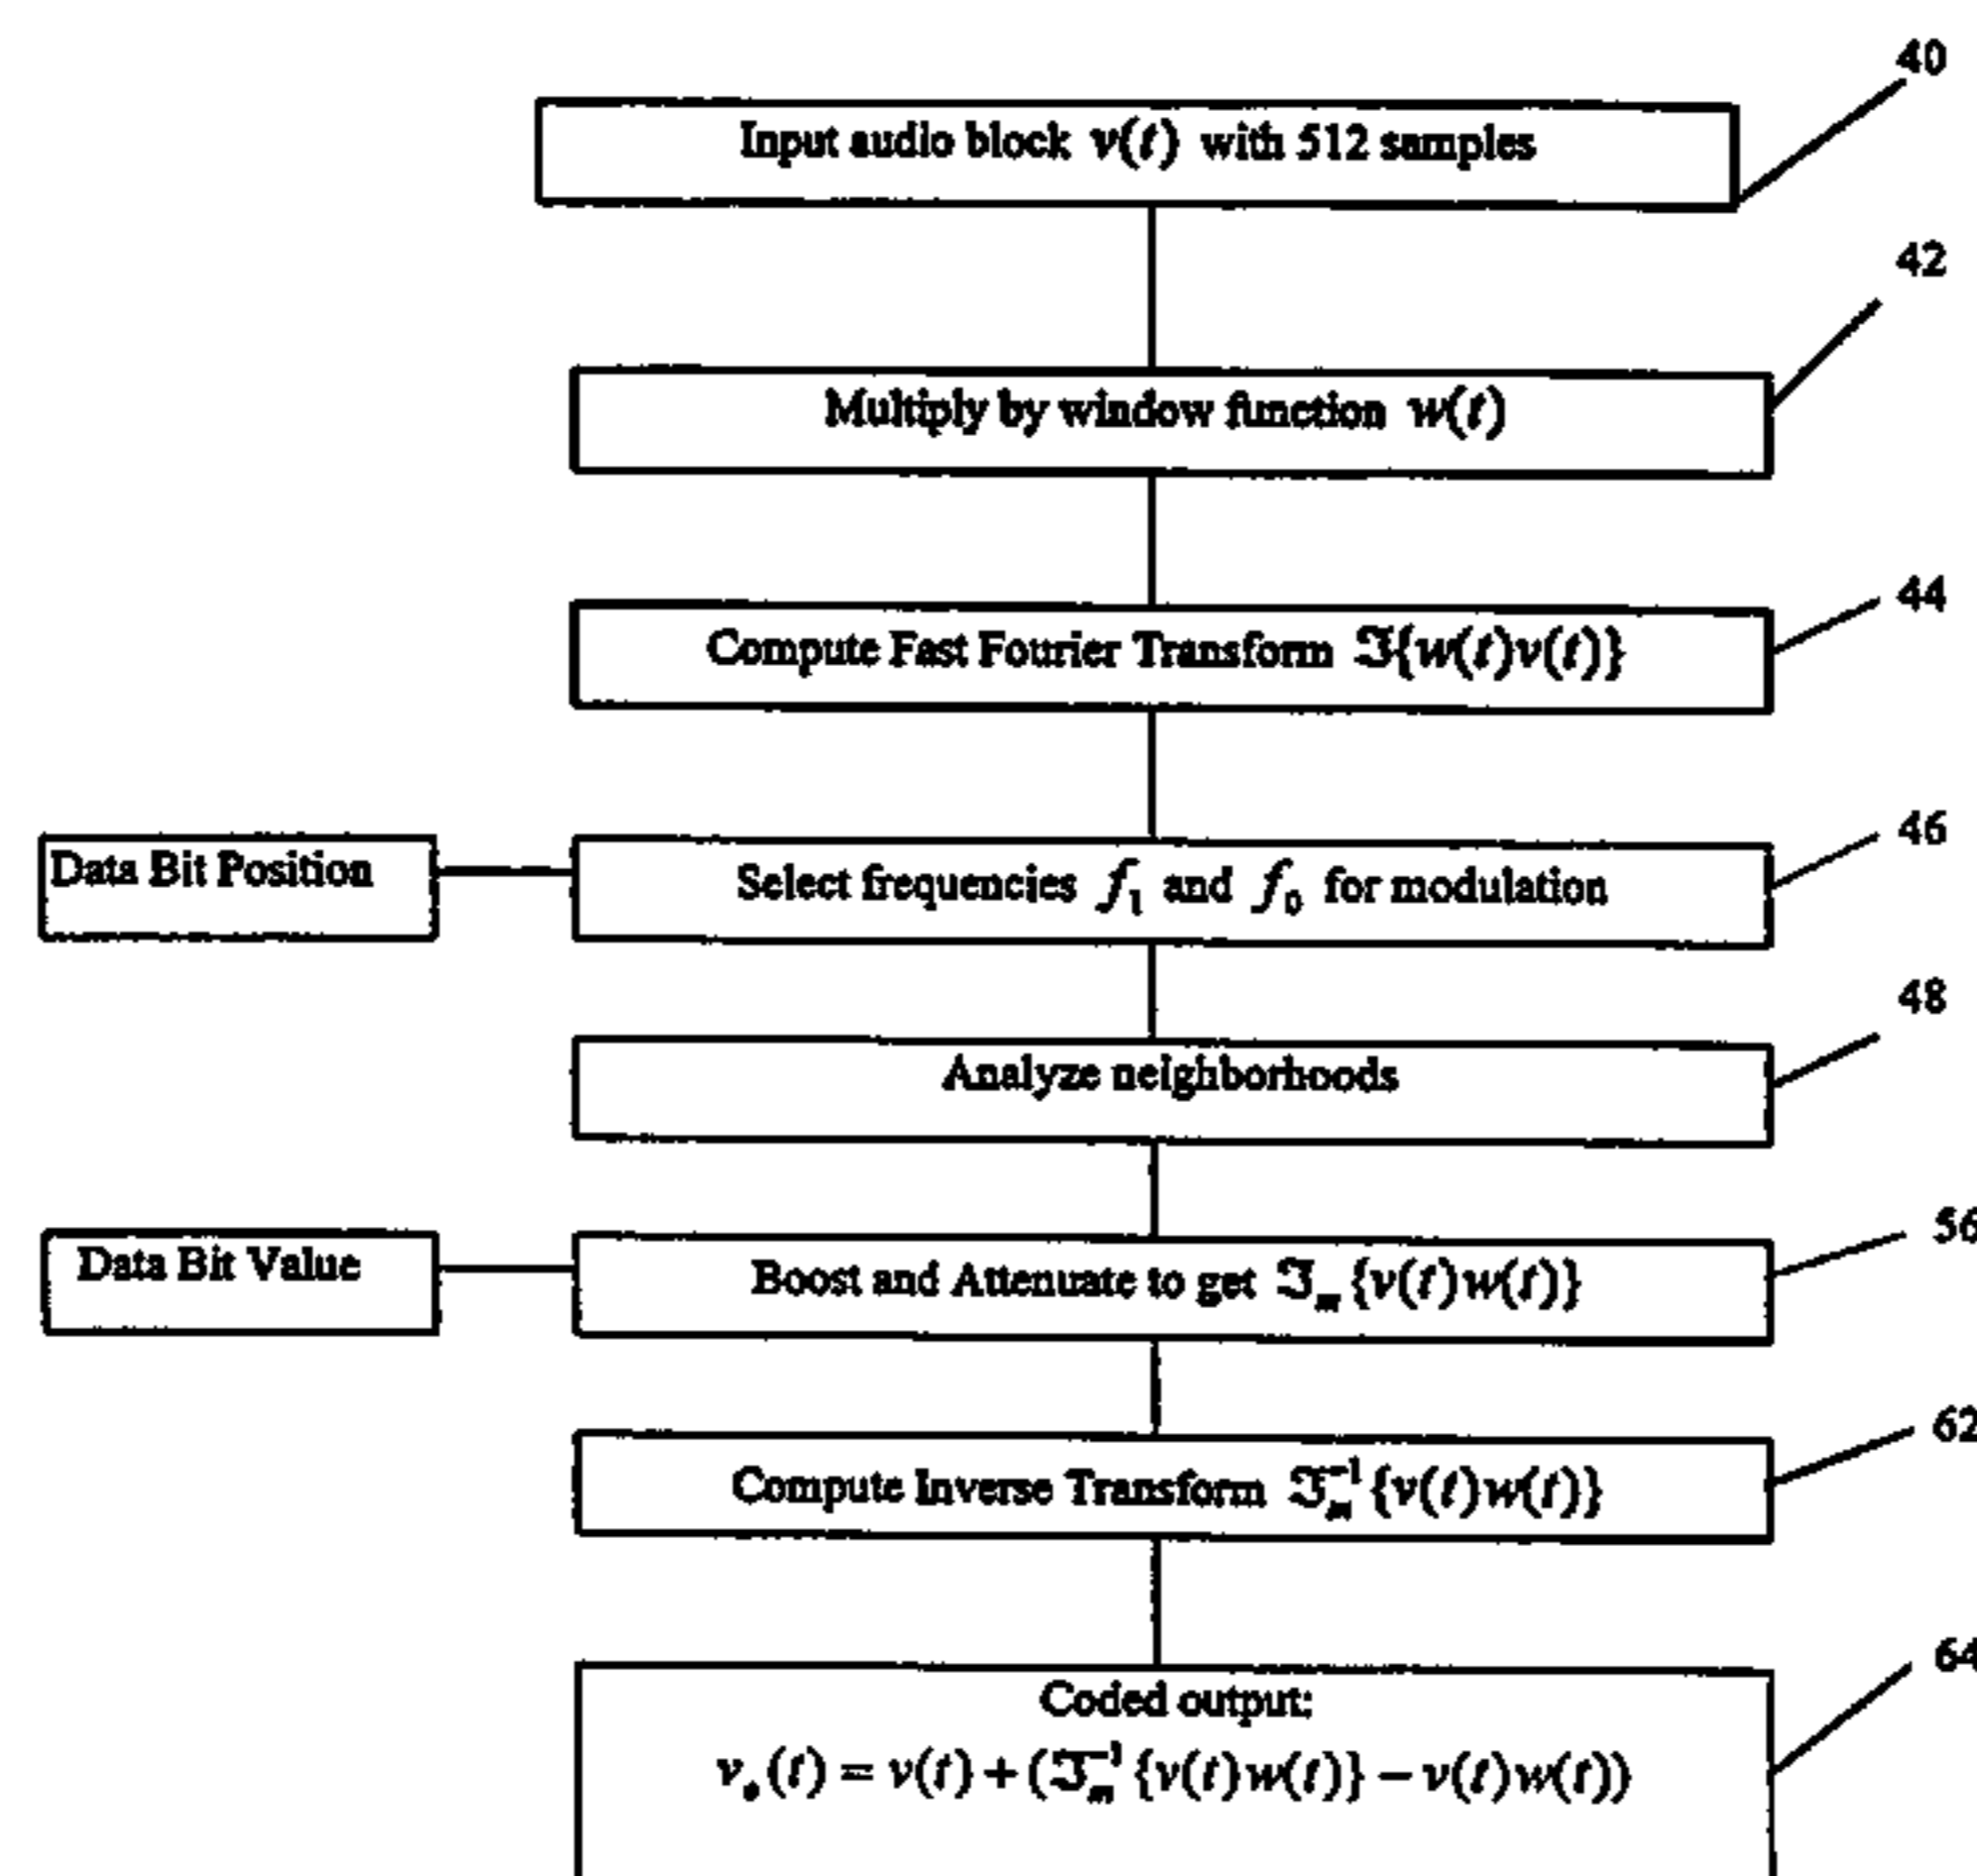 40
Input audio block v(t) with 512 samples
42
Multiply by window function w(t)
44
Compute Fast Fourier Transform ℑ{w(t)v(t)}
46
Data Bit Position
Select frequencies f₁ and f₀ for modulation
48
Analyze neighborhoods
56
Data Bit Value
Boost and Attenuate to get ℑₘ{v(t)w(t)}
62
Compute Inverse Transform ℑₘ⁻¹{v(t)w(t)}
64
Coded output:
v₀(t) = v(t) + (ℑₘ⁻¹{v(t)w(t)} − v(t)w(t))